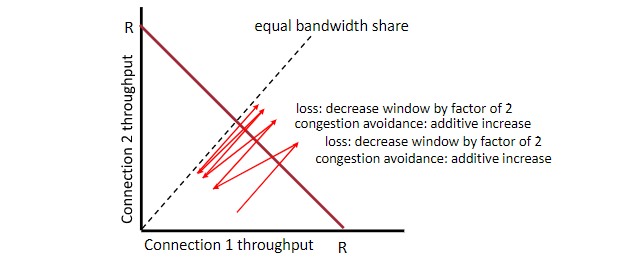 R
equal bandwidth share
Connection 2 throughput
loss: decrease window by factor of 2
congestion avoidance: additive increase
loss: decrease window by factor of 2
congestion avoidance: additive increase
Connection 1 throughput
R